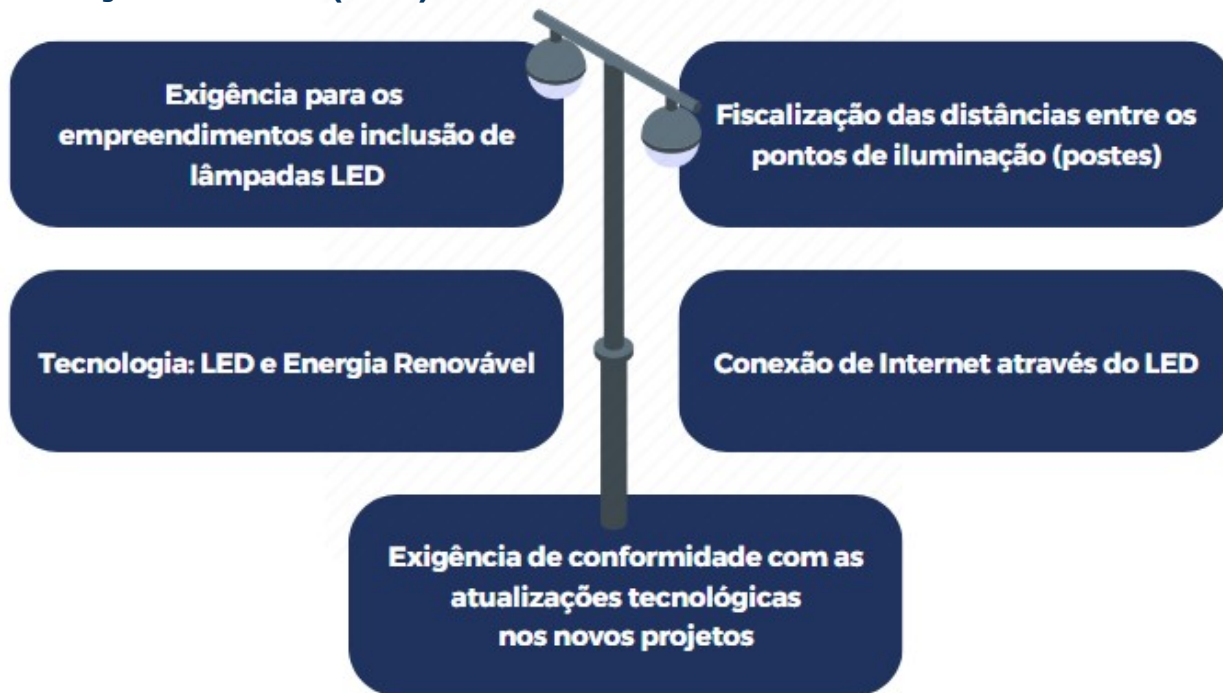 Exigência para os
empreendimentos de inclusão de
lâmpadas LED
Fiscalização das distâncias entre os
pontos de iluminação (postes)
Tecnologia: LED e Energia Renovável
Conexão de Internet através do LED
Exigência de conformidade com as
atualizações tecnológicas
nos novos projetos